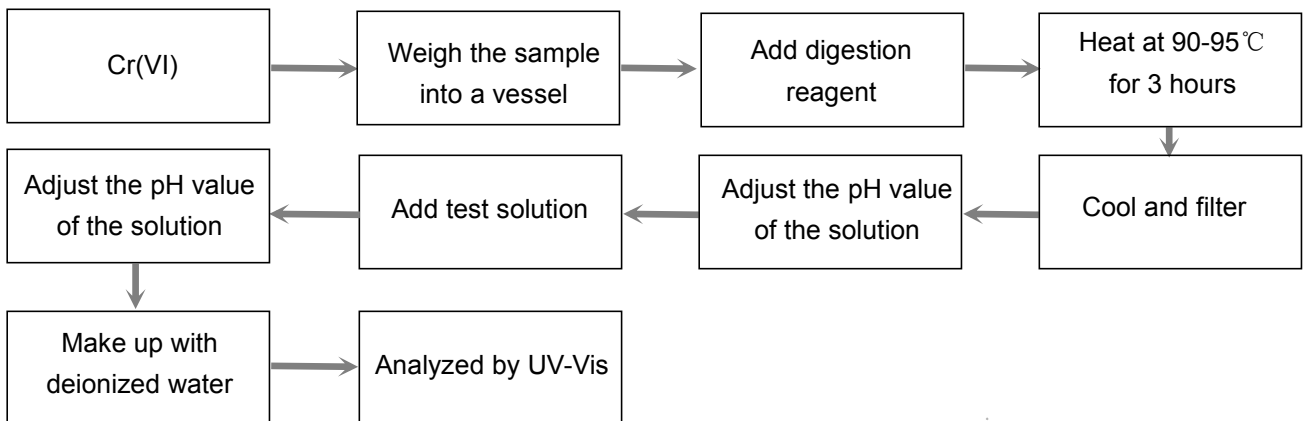 Cr(VI)
Weigh the sample
into a vessel
Add digestion
reagent
Heat at 90-95℃
for 3 hours
Cool and filter
Adjust the pH value
of the solution
Add test solution
Adjust the pH value
of the solution
Make up with
deionized water
Analyzed by UV-Vis